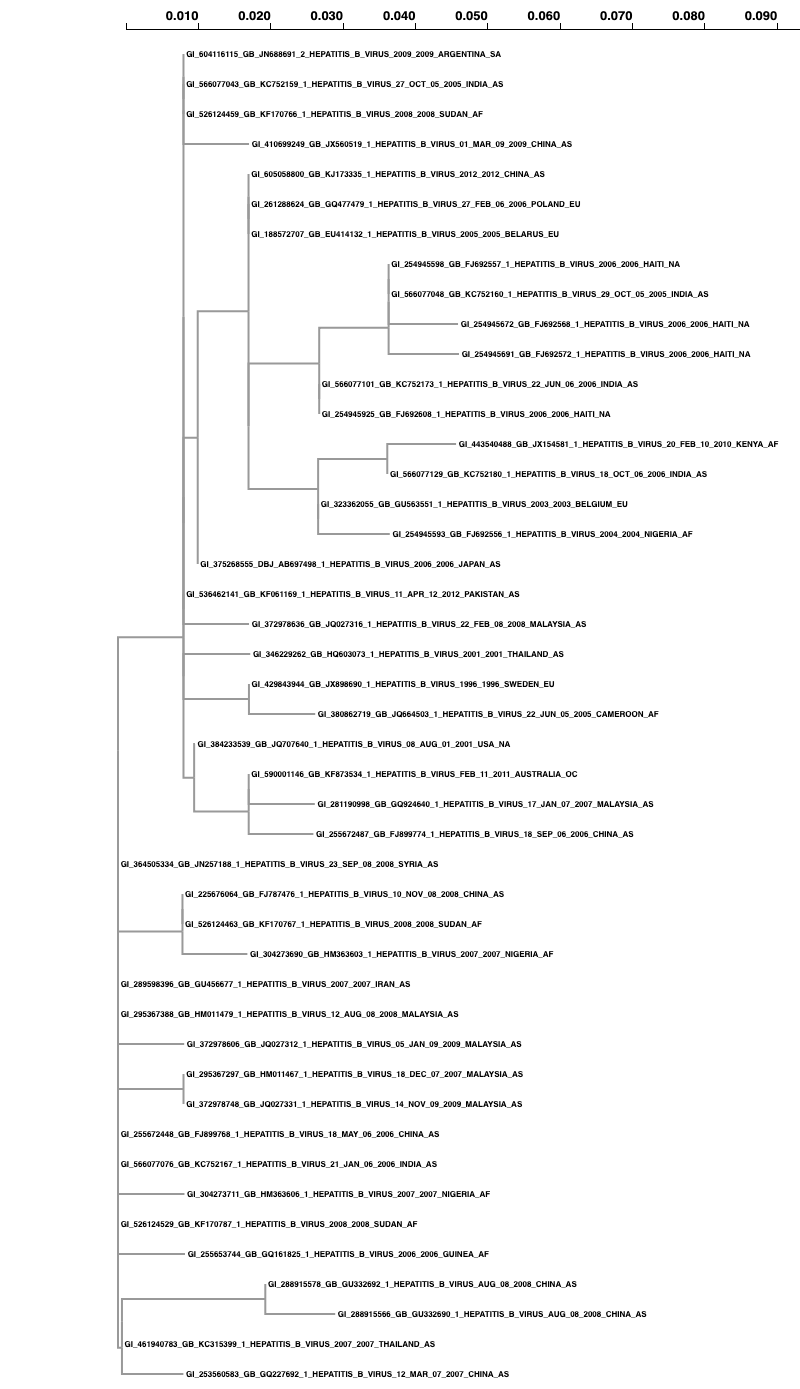 0.010 0.020 0.030 0.040 0.050 0.060 0.070 0.080 0.090
GI_604116115_GB_JN688691_2_HEPATITIS_B_VIRUS_2009_2009_ARGENTINA_SA
GI_566077043_GB_KC752159_1_HEPATITIS_B_VIRUS_27_OCT_05_2005_INDIA_AS
GI_526124459_GB_KF170766_1_HEPATITIS_B_VIRUS_2008_2008_SUDAN_AF
GI_410699249_GB_JX560519_1_HEPATITIS_B_VIRUS_01_MAR_09_2009_CHINA_AS
GI_605058800_GB_KJ173335_1_HEPATITIS_B_VIRUS_2012_2012_CHINA_AS
GI_261288624_GB_GQ477479_1_HEPATITIS_B_VIRUS_27_FEB_06_2006_POLAND_EU
GI_188572707_GB_EU414132_1_HEPATITIS_B_VIRUS_2005_2005_BELARUS_EU
GI_254945598_GB_FJ692557_1_HEPATITIS_B_VIRUS_2006_2006_HAITI_NA
GI_566077048_GB_KC752160_1_HEPATITIS_B_VIRUS_29_OCT_05_2005_INDIA_AS
GI_254945672_GB_FJ692568_1_HEPATITIS_B_VIRUS_2006_2006_HAITI_NA
GI_254945691_GB_FJ692572_1_HEPATITIS_B_VIRUS_2006_2006_HAITI_NA
GI_566077101_GB_KC752173_1_HEPATITIS_B_VIRUS_22_JUN_06_2006_INDIA_AS
GI_254945925_GB_FJ692608_1_HEPATITIS_B_VIRUS_2006_2006_HAITI_NA
GI_443540488_GB_JX154581_1_HEPATITIS_B_VIRUS_20_FEB_10_2010_KENYA_AF
GI_566077129_GB_KC752180_1_HEPATITIS_B_VIRUS_18_OCT_06_2006_INDIA_AS
GI_323362055_GB_GU563551_1_HEPATITIS_B_VIRUS_2003_2003_BELGIUM_EU
GI_254945593_GB_FJ692556_1_HEPATITIS_B_VIRUS_2004_2004_NIGERIA_AF
GI_375268555_DBJ_AB697498_1_HEPATITIS_B_VIRUS_2006_2006_JAPAN_AS
GI_536462141_GB_KF061169_1_HEPATITIS_B_VIRUS_11_APR_12_2012_PAKISTAN_AS
GI_372978636_GB_JQ027316_1_HEPATITIS_B_VIRUS_22_FEB_08_2008_MALAYSIA_AS
GI_346229262_GB_HQ603073_1_HEPATITIS_B_VIRUS_2001_2001_THAILAND_AS
GI_429843944_GB_JX898690_1_HEPATITIS_B_VIRUS_1996_1996_SWEDEN_EU
GI_380862719_GB_JQ664503_1_HEPATITIS_B_VIRUS_22_JUN_05_2005_CAMEROON_AF
GI_384233539_GB_JQ707640_1_HEPATITIS_B_VIRUS_08_AUG_01_2001_USA_NA
GI_590001146_GB_KF873534_1_HEPATITIS_B_VIRUS_FEB_11_2011_AUSTRALIA_OC
GI_281190998_GB_GQ924640_1_HEPATITIS_B_VIRUS_17_JAN_07_2007_MALAYSIA_AS
GI_255672487_GB_FJ899774_1_HEPATITIS_B_VIRUS_18_SEP_06_2006_CHINA_AS
GI_364505334_GB_JN257188_1_HEPATITIS_B_VIRUS_23_SEP_08_2008_SYRIA_AS
GI_225676064_GB_FJ787476_1_HEPATITIS_B_VIRUS_10_NOV_08_2008_CHINA_AS
GI_526124463_GB_KF170767_1_HEPATITIS_B_VIRUS_2008_2008_SUDAN_AF
GI_304273690_GB_HM363603_1_HEPATITIS_B_VIRUS_2007_2007_NIGERIA_AF
GI_289598396_GB_GU456677_1_HEPATITIS_B_VIRUS_2007_2007_IRAN_AS
GI_295367388_GB_HM011479_1_HEPATITIS_B_VIRUS_12_AUG_08_2008_MALAYSIA_AS
GI_372978606_GB_JQ027312_1_HEPATITIS_B_VIRUS_05_JAN_09_2009_MALAYSIA_AS
GI_295367297_GB_HM011467_1_HEPATITIS_B_VIRUS_18_DEC_07_2007_MALAYSIA_AS
GI_372978748_GB_JQ027331_1_HEPATITIS_B_VIRUS_14_NOV_09_2009_MALAYSIA_AS
GI_255672448_GB_FJ899768_1_HEPATITIS_B_VIRUS_18_MAY_06_2006_CHINA_AS
GI_566077076_GB_KC752167_1_HEPATITIS_B_VIRUS_21_JAN_06_2006_INDIA_AS
GI_304273711_GB_HM363606_1_HEPATITIS_B_VIRUS_2007_2007_NIGERIA_AF
GI_526124529_GB_KF170787_1_HEPATITIS_B_VIRUS_2008_2008_SUDAN_AF
GI_255653744_GB_GQ161825_1_HEPATITIS_B_VIRUS_2006_2006_GUINEA_AF
GI_288915578_GB_GU332692_1_HEPATITIS_B_VIRUS_AUG_08_2008_CHINA_AS
GI_288915566_GB_GU332690_1_HEPATITIS_B_VIRUS_AUG_08_2008_CHINA_AS
GI_461940783_GB_KC315399_1_HEPATITIS_B_VIRUS_2007_2007_THAILAND_AS
GI_253560583_GB_GQ227692_1_HEPATITIS_B_VIRUS_12_MAR_07_2007_CHINA_AS